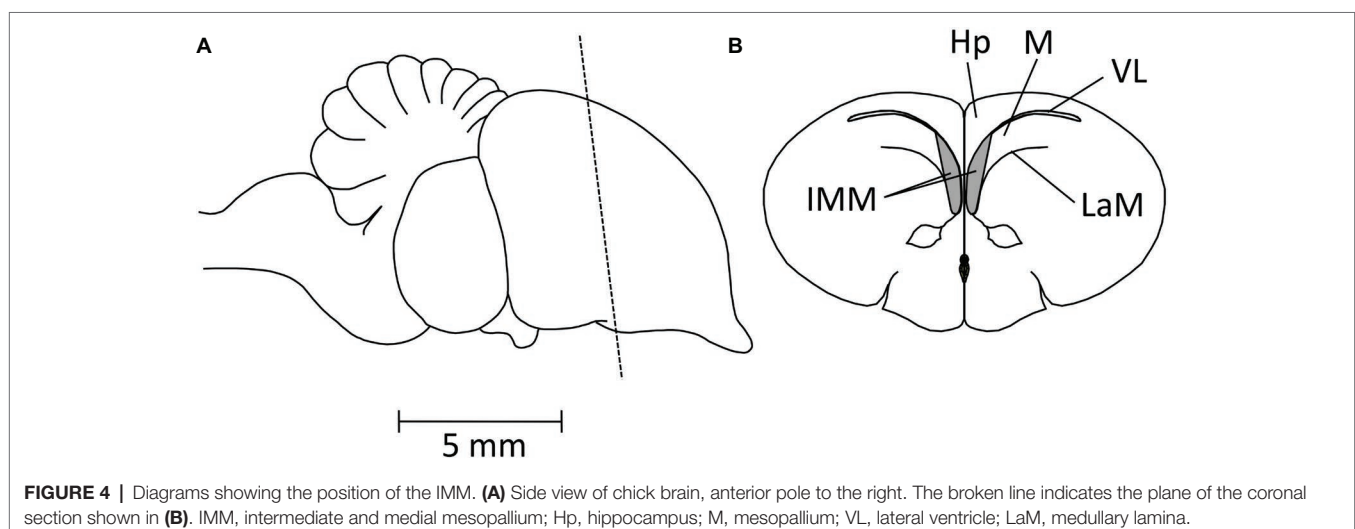 A
B
Hp M
VL
IMM
LaM
5 mm
FIGURE 4 | Diagrams showing the position of the IMM. (A) Side view of chick brain, anterior pole to the right. The broken line indicates the plane of the coronal
section shown in (B). IMM, intermediate and medial mesopallium; Hp, hippocampus; M, mesopallium; VL, lateral ventricle; LaM, medullary lamina.